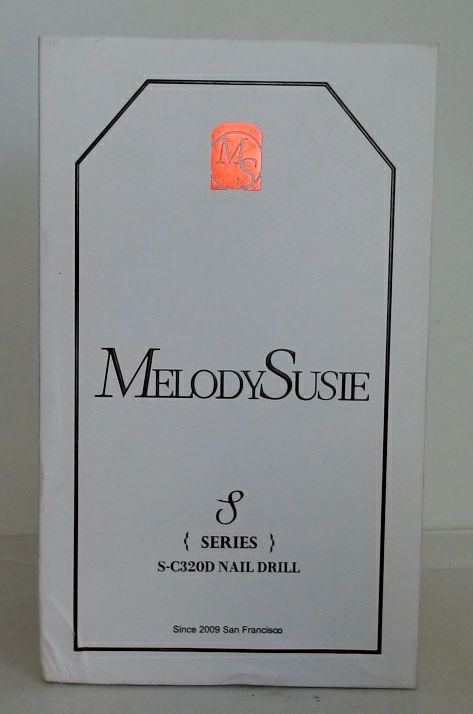 MS
MELODYSUSIE
S
{ SERIES }
S-C320D NAIL DRILL
Since 2009 San Francisco